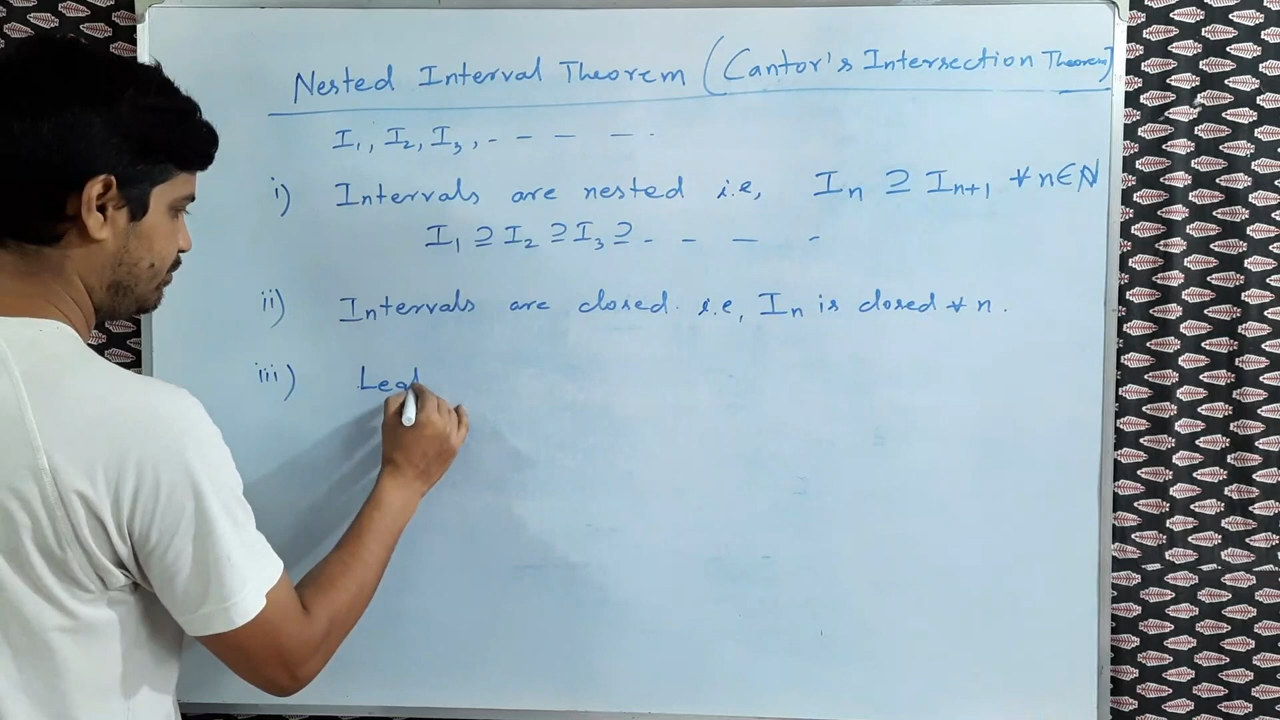 Nested Interval Theorem (Cantor's Intersection Theorem]
I₁, I₂, I₃, - - - - .
i) Intervals are nested i.e, Iₙ ⊇ Iₙ₊₁ ∀ n ∈ ℕ
I₁ ⊇ I₂ ⊇ I₃ ⊇ - - - -
ii) Intervals are closed. i.e, Iₙ is closed ∀ n.
iii)